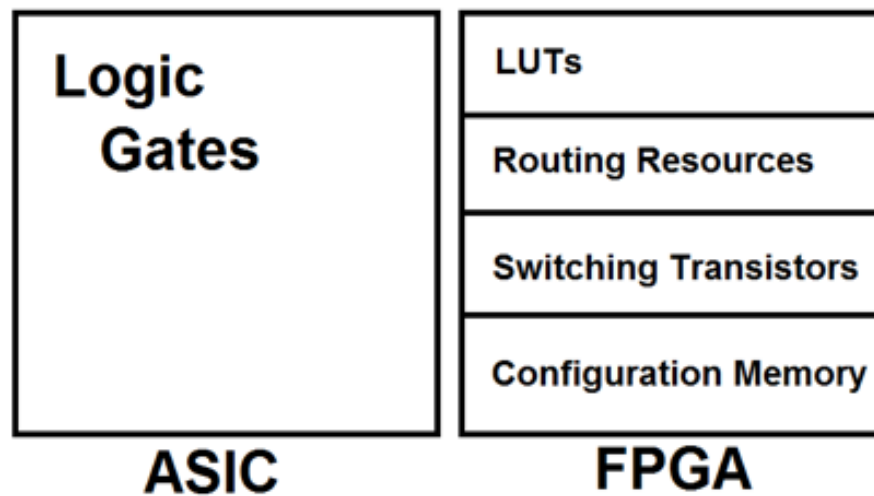 Logic
Gates
ASIC
LUTs
Routing Resources
Switching Transistors
Configuration Memory
FPGA